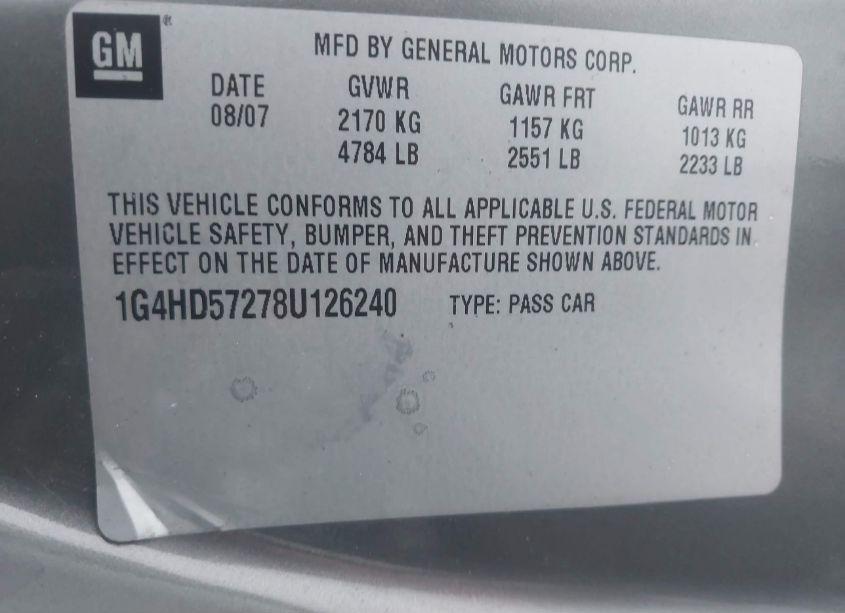 GM®
MFD BY GENERAL MOTORS CORP.
DATE GVWR GAWR FRT GAWR RR
08/07 2170 KG 1157 KG 1013 KG
4784 LB 2551 LB 2233 LB
THIS VEHICLE CONFORMS TO ALL APPLICABLE U.S. FEDERAL MOTOR
VEHICLE SAFETY, BUMPER, AND THEFT PREVENTION STANDARDS IN
EFFECT ON THE DATE OF MANUFACTURE SHOWN ABOVE.
1G4HD57278U126240 TYPE: PASS CAR